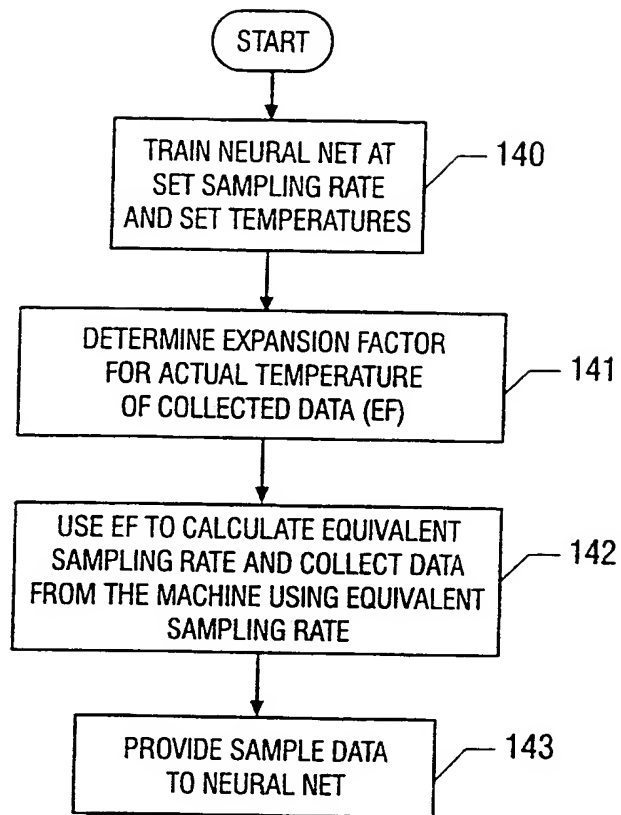 START
TRAIN NEURAL NET AT
SET SAMPLING RATE
AND SET TEMPERATURES
140
DETERMINE EXPANSION FACTOR
FOR ACTUAL TEMPERATURE
OF COLLECTED DATA (EF)
141
USE EF TO CALCULATE EQUIVALENT
SAMPLING RATE AND COLLECT DATA
FROM THE MACHINE USING EQUIVALENT
SAMPLING RATE
142
PROVIDE SAMPLE DATA
TO NEURAL NET
143